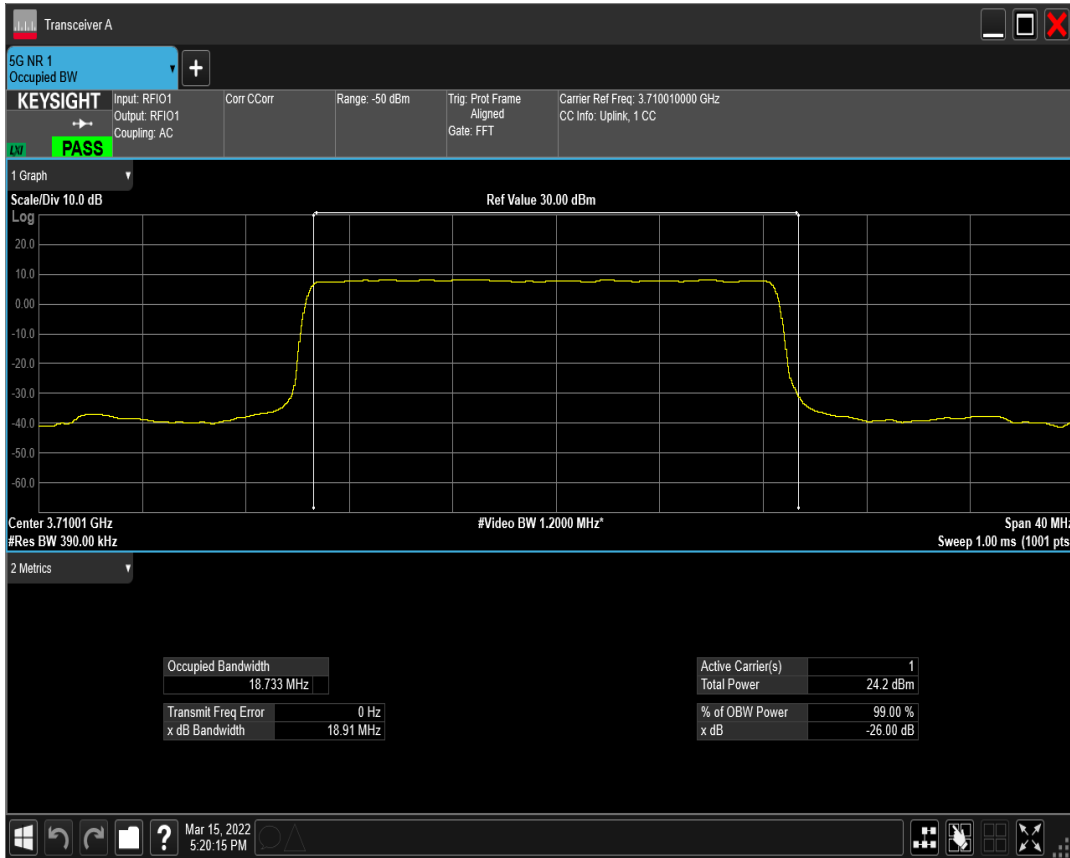 Transceiver A
5G NR 1
Occupied BW
KEYSIGHT
LXI
PASS
Input: RFIO1
Output: RFIO1
Coupling: AC
Corr CCorr
Range: -50 dBm
Trig: Prot Frame
Aligned
Gate: FFT
Carrier Ref Freq: 3.710010000 GHz
CC Info: Uplink, 1 CC
1 Graph
Scale/Div 10.0 dB
Ref Value 30.00 dBm
Log
20.0
10.0
0.00
-10.0
-20.0
-30.0
-40.0
-50.0
-60.0
Center 3.71001 GHz
#Video BW 1.2000 MHz*
Span 40 MHz
#Res BW 390.00 kHz
Sweep 1.00 ms (1001 pts
2 Metrics
Occupied Bandwidth
18.733 MHz
Transmit Freq Error 0 Hz
x dB Bandwidth 18.91 MHz
Active Carrier(s) 1
Total Power 24.2 dBm
% of OBW Power 99.00 %
x dB -26.00 dB
?
Mar 15, 2022
5:20:15 PM